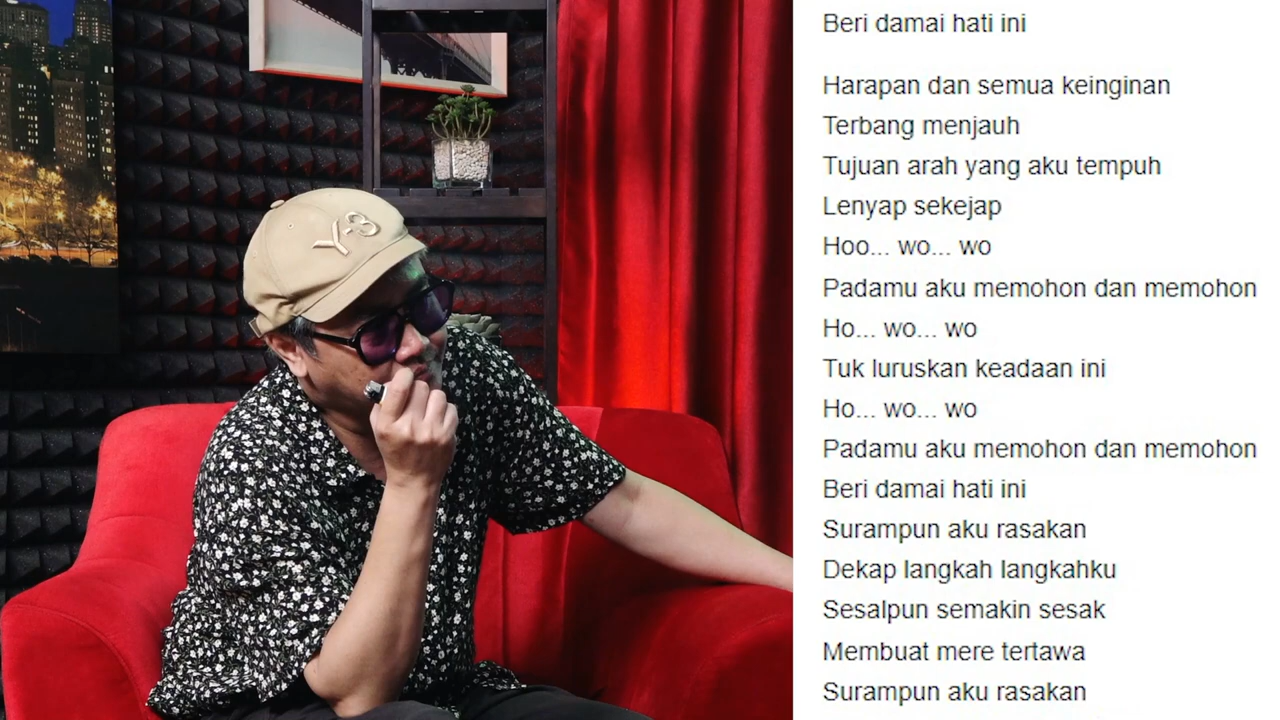 Y-3
Beri damai hati ini
Harapan dan semua keinginan
Terbang menjauh
Tujuan arah yang aku tempuh
Lenyap sekejap
Hoo... wo... wo
Padamu aku memohon dan memohon
Ho... wo... wo
Tuk luruskan keadaan ini
Ho... wo... wo
Padamu aku memohon dan memohon
Beri damai hati ini
Surampun aku rasakan
Dekap langkah langkahku
Sesalpun semakin sesak
Membuat mere tertawa
Surampun aku rasakan